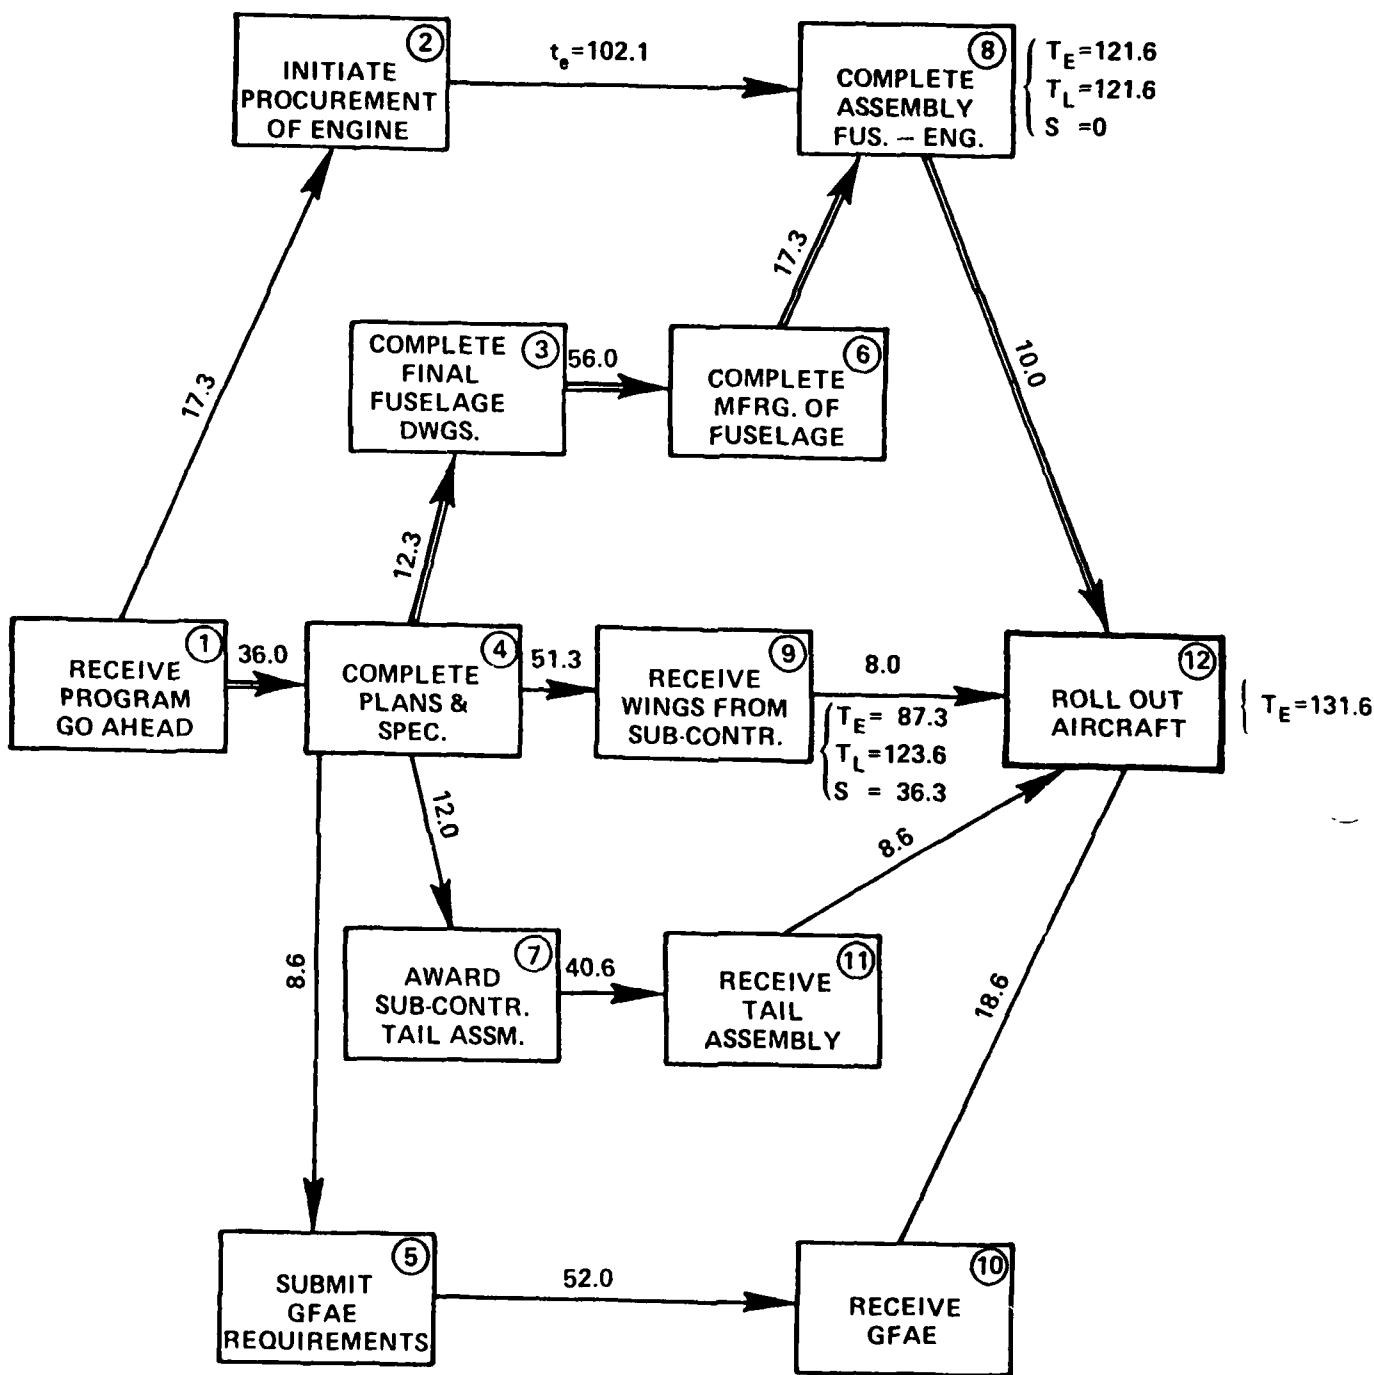 ②
INITIATE
PROCUREMENT
OF ENGINE
tₑ=102.1
⑧
COMPLETE
ASSEMBLY
FUS. – ENG.
T_E=121.6
T_L=121.6
S =0
17.3
17.3
10.0
③
COMPLETE
FINAL
FUSELAGE
DWGS.
56.0
⑥
COMPLETE
MFRG. OF
FUSELAGE
12.3
①
RECEIVE
PROGRAM
GO AHEAD
36.0
④
COMPLETE
PLANS &
SPEC.
51.3
⑨
RECEIVE
WINGS FROM
SUB-CONTR.
8.0
T_E= 87.3
T_L=123.6
S = 36.3
⑫
ROLL OUT
AIRCRAFT
T_E=131.6
12.0
8.6
8.6
⑦
AWARD
SUB-CONTR.
TAIL ASSM.
40.6
⑪
RECEIVE
TAIL
ASSEMBLY
18.6
⑤
SUBMIT
GFAE
REQUIREMENTS
52.0
⑩
RECEIVE
GFAE